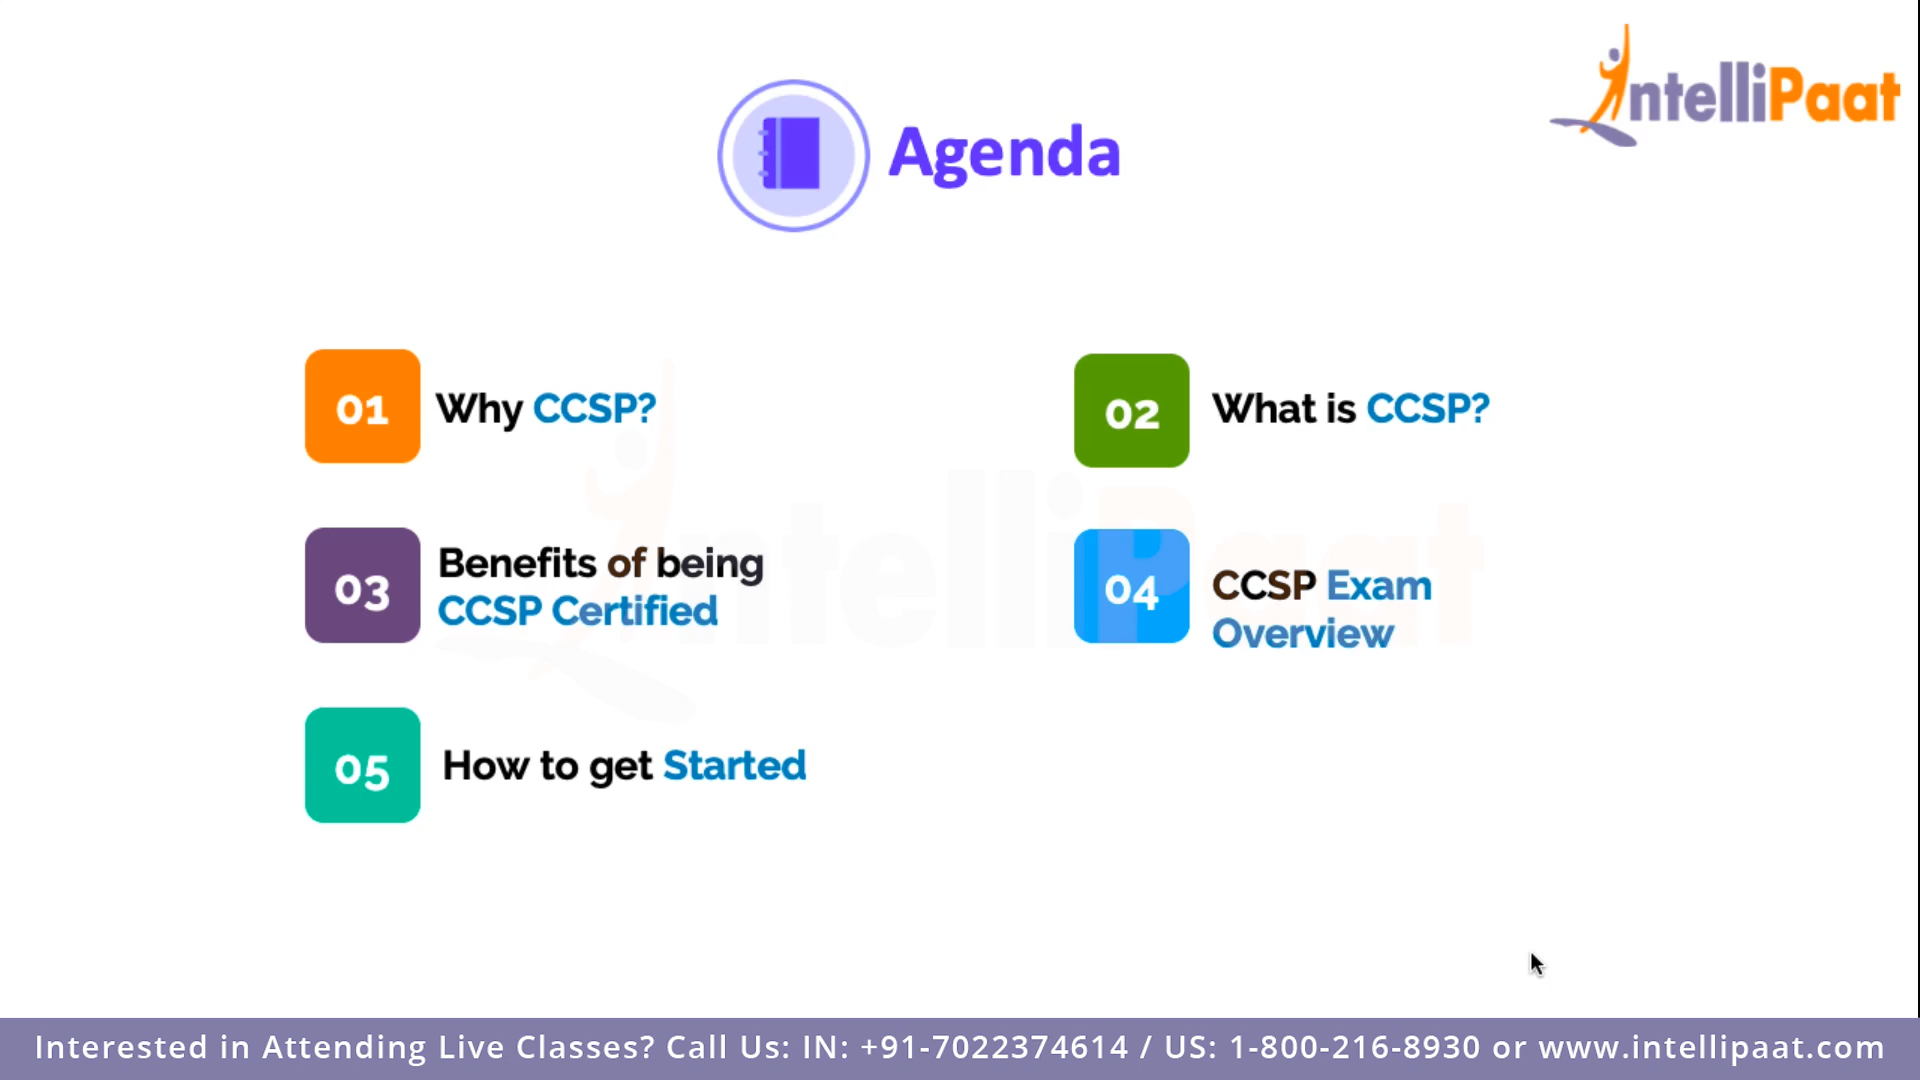 IntelliPaat
Agenda
01 Why CCSP?
02 What is CCSP?
03 Benefits of being
CCSP Certified
04 CCSP Exam
Overview
05 How to get Started
IntelliPaat
Interested in Attending Live Classes? Call Us: IN: +91-7022374614 / US: 1-800-216-8930 or www.intellipaat.com